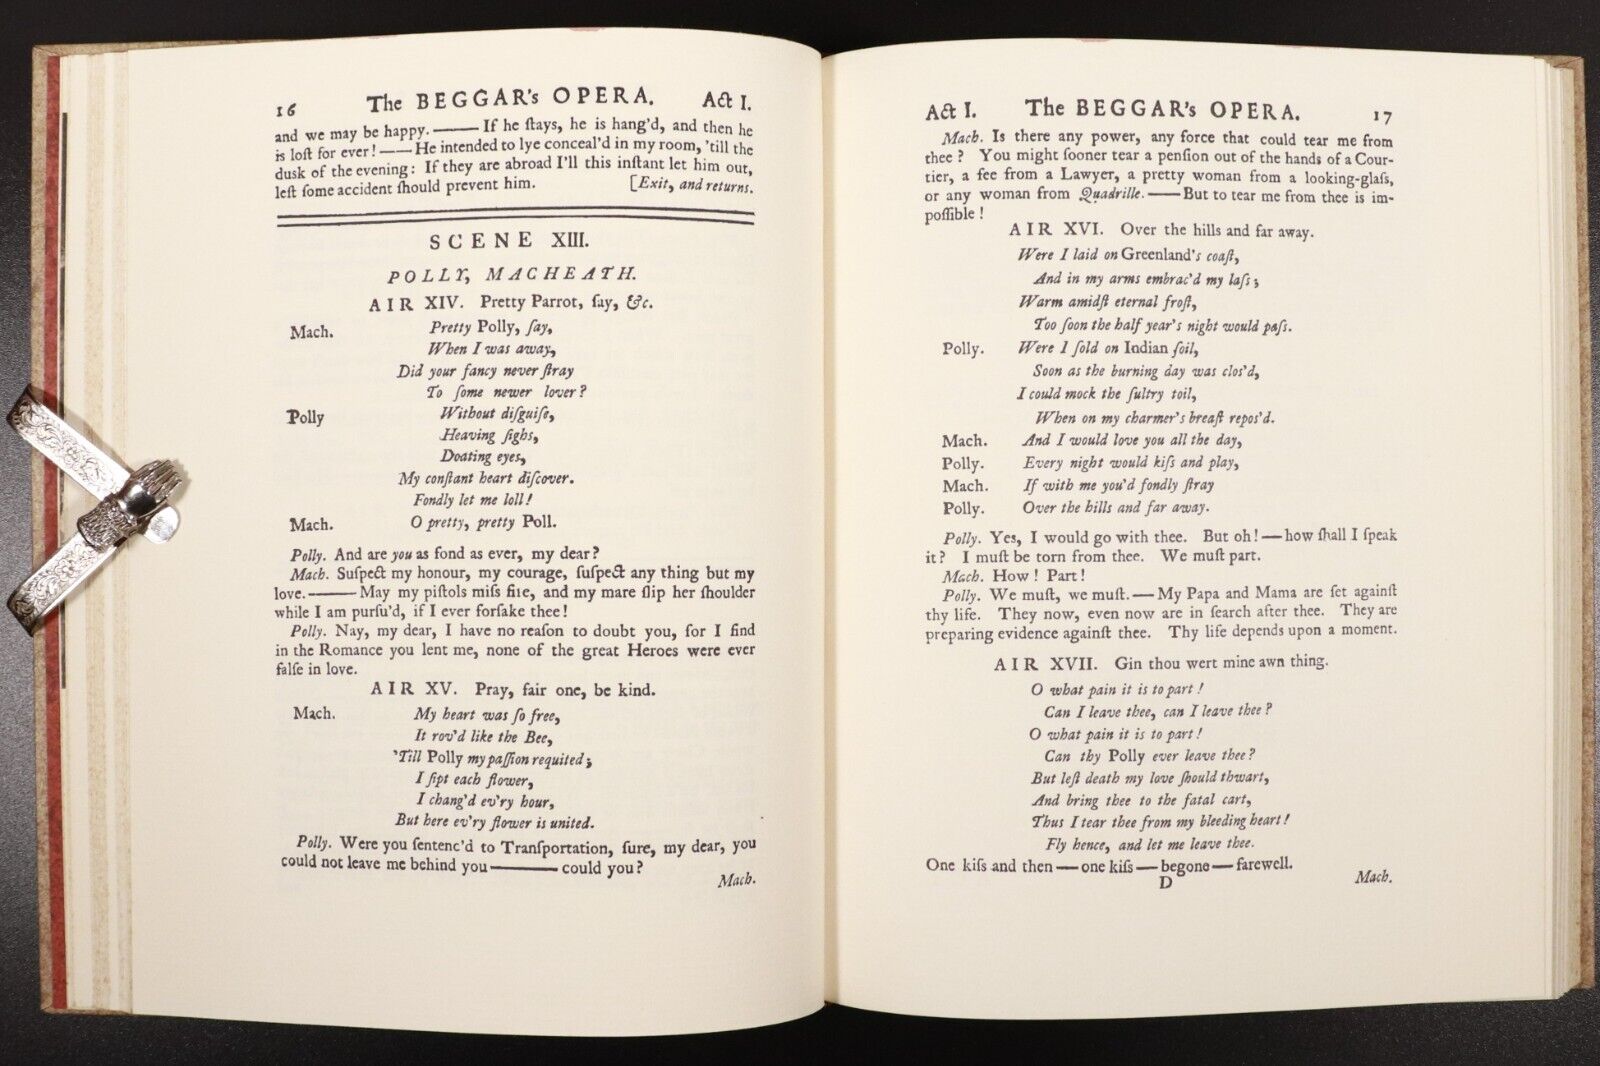 16 The BEGGAR's OPERA. Act I.
and we may be happy. —— If he ſtays, he is hang'd, and then he
is loſt for ever! —— He intended to lye conceal'd in my room, 'till the
dusk of the evening: If they are abroad I'll this inſtant let him out,
leſt ſome accident ſhould prevent him. [Exit, and returns.
SCENE XIII.
POLLY, MACHEATH.
AIR XIV. Pretty Parrot, ſay, &c.
Mach. Pretty Polly, ſay,
When I was away,
Did your fancy never ſtray
To ſome newer lover?
Polly Without diſguiſe,
Heaving ſighs,
Doating eyes,
My conſtant heart diſcover.
Fondly let me loll!
Mach. O pretty, pretty Poll.
Polly. And are you as fond as ever, my dear?
Mach. Suſpect my honour, my courage, ſuſpect any thing but my
love. —— May my piſtols miſs fire, and my mare ſlip her ſhoulder
while I am purſu'd, if I ever forſake thee!
Polly. Nay, my dear, I have no reaſon to doubt you, for I find
in the Romance you lent me, none of the great Heroes were ever
falſe in love.
AIR XV. Pray, fair one, be kind.
Mach. My heart was ſo free,
It rov'd like the Bee,
'Till Polly my paſſion requited;
I ſipt each flower,
I chang'd ev'ry hour,
But here ev'ry flower is united.
Polly. Were you ſentenc'd to Tranſportation, ſure, my dear, you
could not leave me behind you —— could you?
Mach.
Act I. The BEGGAR's OPERA. 17
Mach. Is there any power, any force that could tear me from
thee? You might ſooner tear a penſion out of the hands of a Cour-
tier, a fee from a Lawyer, a pretty woman from a looking-glaſs,
or any woman from Quadrille. —— But to tear me from thee is im-
poſſible!
AIR XVI. Over the hills and far away.
Were I laid on Greenland's coaſt,
And in my arms embrac'd my laſs;
Warm amidſt eternal froſt,
Too ſoon the half year's night would paſs.
Polly. Were I ſold on Indian ſoil,
Soon as the burning day was clos'd,
I could mock the ſultry toil,
When on my charmer's breaſt repos'd.
Mach. And I would love you all the day,
Polly. Every night would kiſs and play,
Mach. If with me you'd fondly ſtray
Polly. Over the hills and far away.
Polly. Yes, I would go with thee. But oh! — how ſhall I ſpeak
it? I muſt be torn from thee. We muſt part.
Mach. How! Part!
Polly. We muſt, we muſt. — My Papa and Mama are ſet againſt
thy life. They now, even now are in ſearch after thee. They are
preparing evidence againſt thee. Thy life depends upon a moment.
AIR XVII. Gin thou wert mine awn thing.
O what pain it is to part!
Can I leave thee, can I leave thee?
O what pain it is to part!
Can thy Polly ever leave thee?
But leſt death my love ſhould thwart,
And bring thee to the fatal cart,
Thus I tear thee from my bleeding heart!
Fly hence, and let me leave thee.
One kiſs and then — one kiſs — begone — farewell.
D Mach.